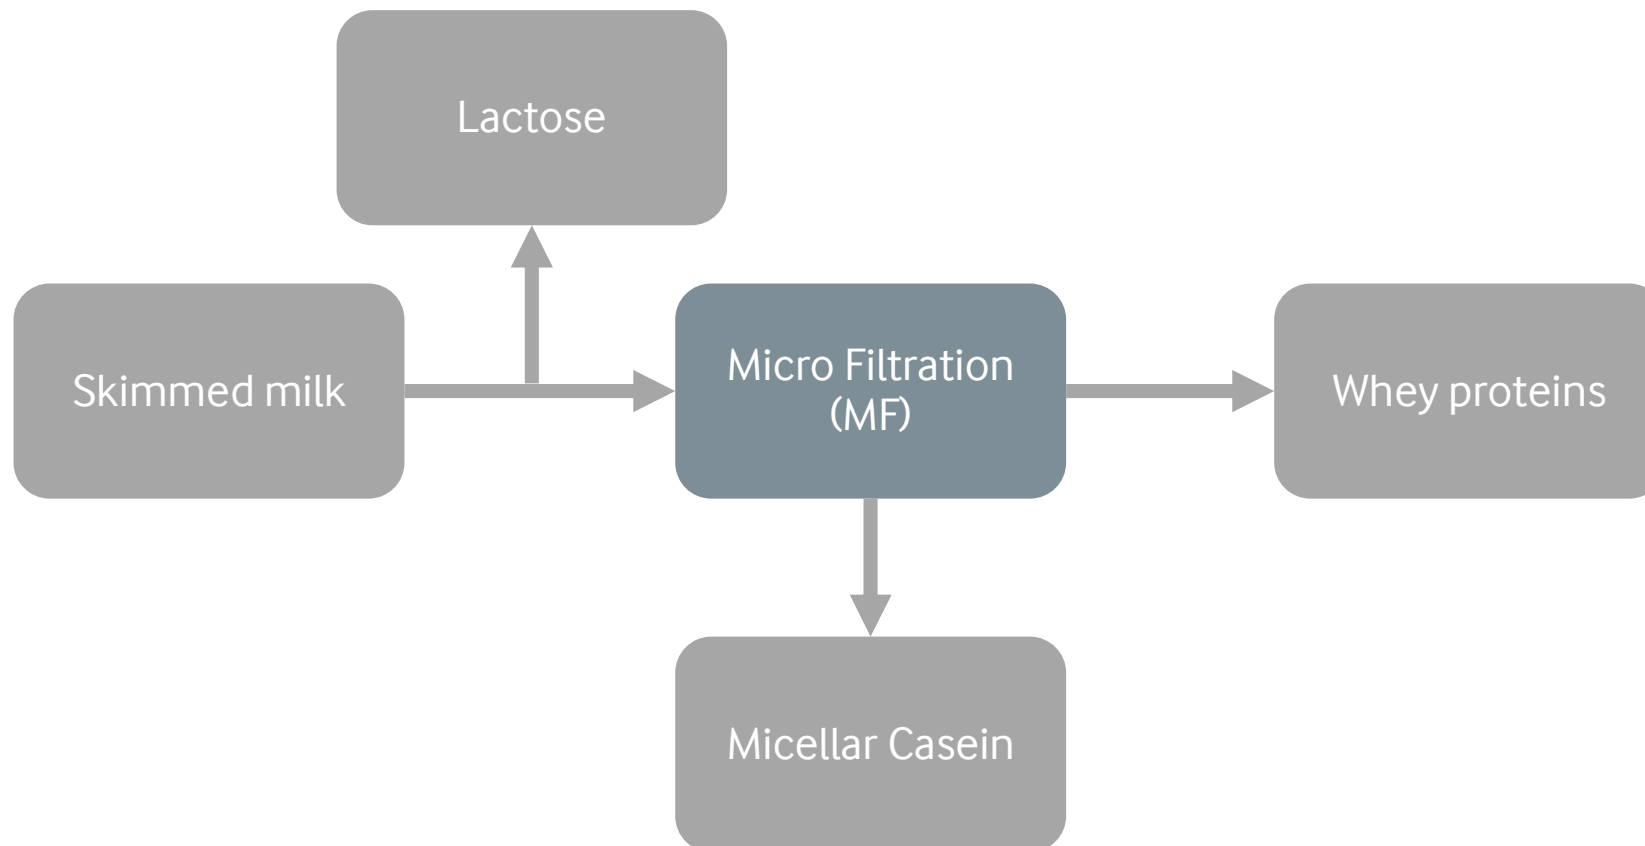 Lactose
Skimmed milk
Micro Filtration
(MF)
Whey proteins
Micellar Casein